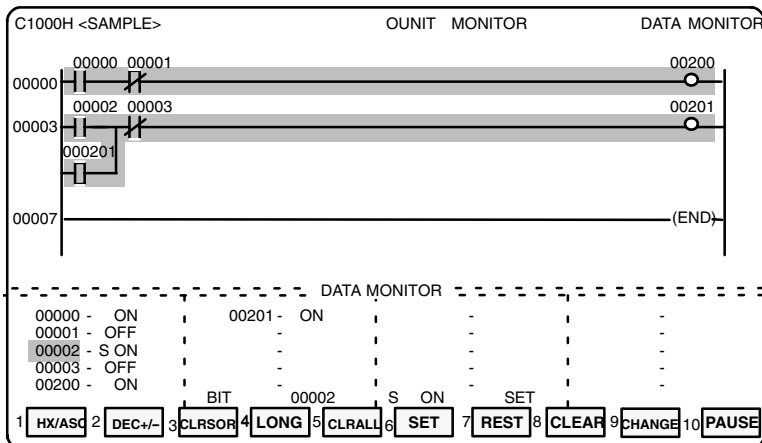 C1000H <SAMPLE> OUNIT MONITOR DATA MONITOR
00000 00001 00200
00000
00002 00003 00201
00003
000201
00007 (END)
DATA MONITOR
00000 - ON 00201 - ON - -
00001 - OFF - - -
00002 - S ON - - -
00003 - OFF - - -
00200 - ON - - -
BIT 00002 S ON SET
1 HX/ASC 2 DEC+/– 3 CLRSOR 4 LONG 5 CLRALL 6 SET 7 REST 8 CLEAR 9 CHANGE 10 PAUSE